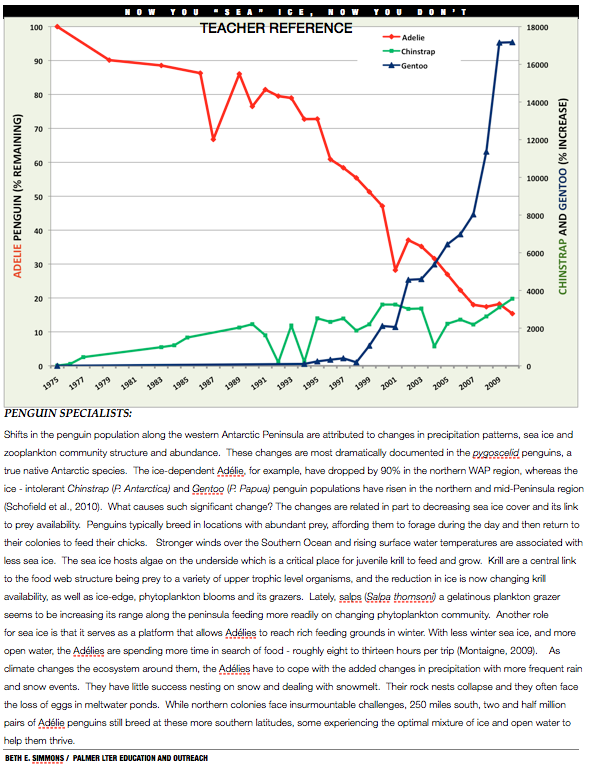 NOW YOU "SEA" ICE, NOW YOU DON'T
TEACHER REFERENCE
Adelie
Chinstrap
Gentoo
ADELIE PENGUIN (% REMAINING)
100
90
80
70
60
50
40
30
20
10
0
18000
16000
14000
12000
10000
8000
6000
4000
2000
0
CHINSTRAP AND GENTOO (% INCREASE)
1975 1977 1979 1981 1983 1985 1987 1989 1991 1993 1995 1997 1999 2001 2003 2005 2007 2009
PENGUIN SPECIALISTS:
Shifts in the penguin population along the western Antarctic Peninsula are attributed to changes in precipitation patterns, sea ice and
zooplankton community structure and abundance. These changes are most dramatically documented in the pygoscelid penguins, a
true native Antarctic species. The ice-dependent Adélie, for example, have dropped by 90% in the northern WAP region, whereas the
ice - intolerant Chinstrap (P. Antarctica) and Gentoo (P. Papua) penguin populations have risen in the northern and mid-Peninsula region
(Schofield et al., 2010). What causes such significant change? The changes are related in part to decreasing sea ice cover and its link
to prey availability. Penguins typically breed in locations with abundant prey, affording them to forage during the day and then return to
their colonies to feed their chicks. Stronger winds over the Southern Ocean and rising surface water temperatures are associated with
less sea ice. The sea ice hosts algae on the underside which is a critical place for juvenile krill to feed and grow. Krill are a central link
to the food web structure being prey to a variety of upper trophic level organisms, and the reduction in ice is now changing krill
availability, as well as ice-edge, phytoplankton blooms and its grazers. Lately, salps (Salpa thomsoni) a gelatinous plankton grazer
seems to be increasing its range along the peninsula feeding more readily on changing phytoplankton community. Another role
for sea ice is that it serves as a platform that allows Adélies to reach rich feeding grounds in winter. With less winter sea ice, and more
open water, the Adélies are spending more time in search of food - roughly eight to thirteen hours per trip (Montaigne, 2009). As
climate changes the ecosystem around them, the Adélies have to cope with the added changes in precipitation with more frequent rain
and snow events. They have little success nesting on snow and dealing with snowmelt. Their rock nests collapse and they often face
the loss of eggs in meltwater ponds. While northern colonies face insurmountable challenges, 250 miles south, two and half million
pairs of Adélie penguins still breed at these more southern latitudes, some experiencing the optimal mixture of ice and open water to
help them thrive.
BETH E. SIMMONS / PALMER LTER EDUCATION AND OUTREACH